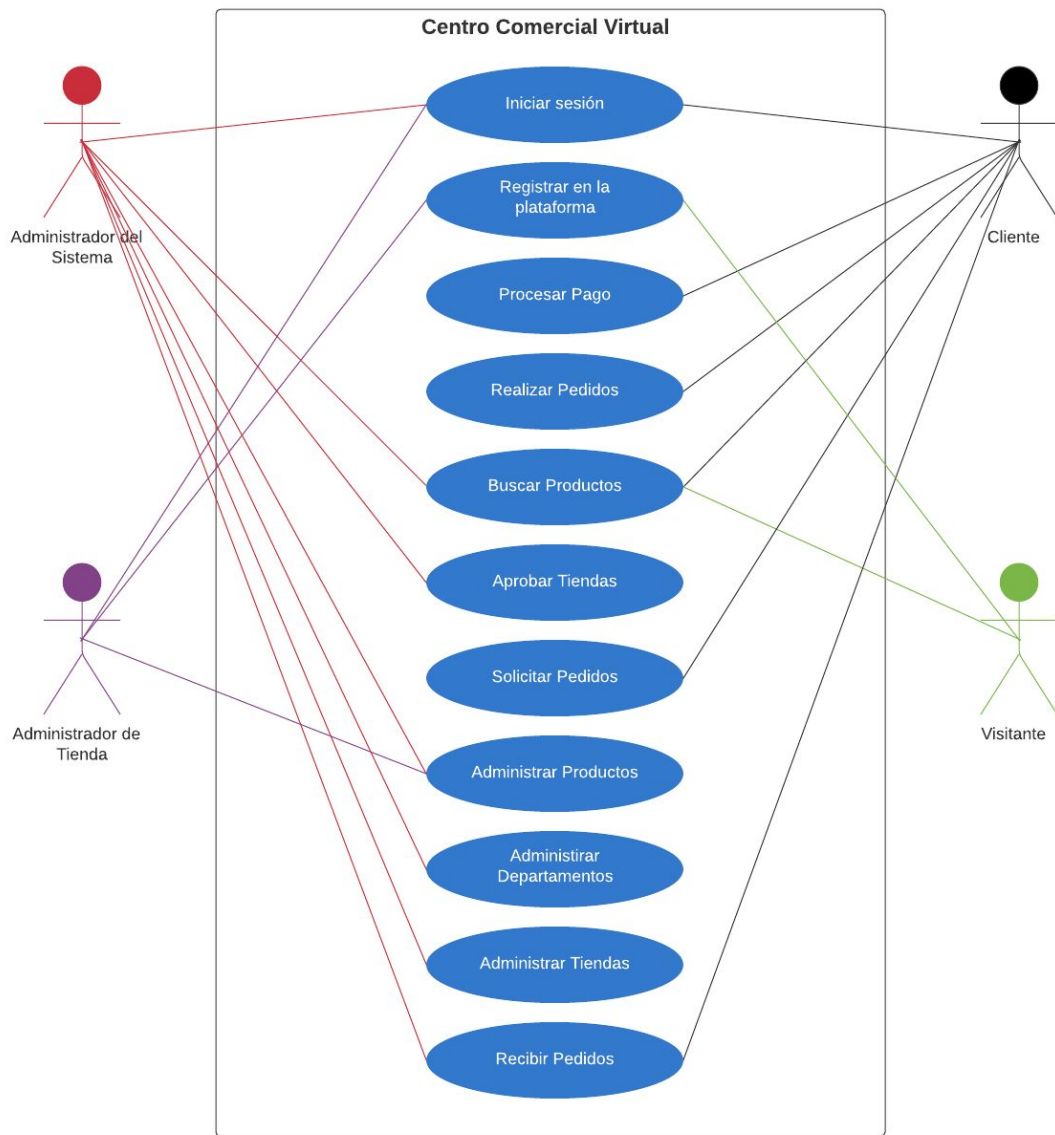 Centro Comercial Virtual
Iniciar sesión
Registrar en la
plataforma
Administrador del
Sistema
Cliente
Procesar Pago
Realizar Pedidos
Buscar Productos
Aprobar Tiendas
Solicitar Pedidos
Administrador de
Tienda
Visitante
Administrar Productos
Administirar
Departamentos
Administrar Tiendas
Recibir Pedidos